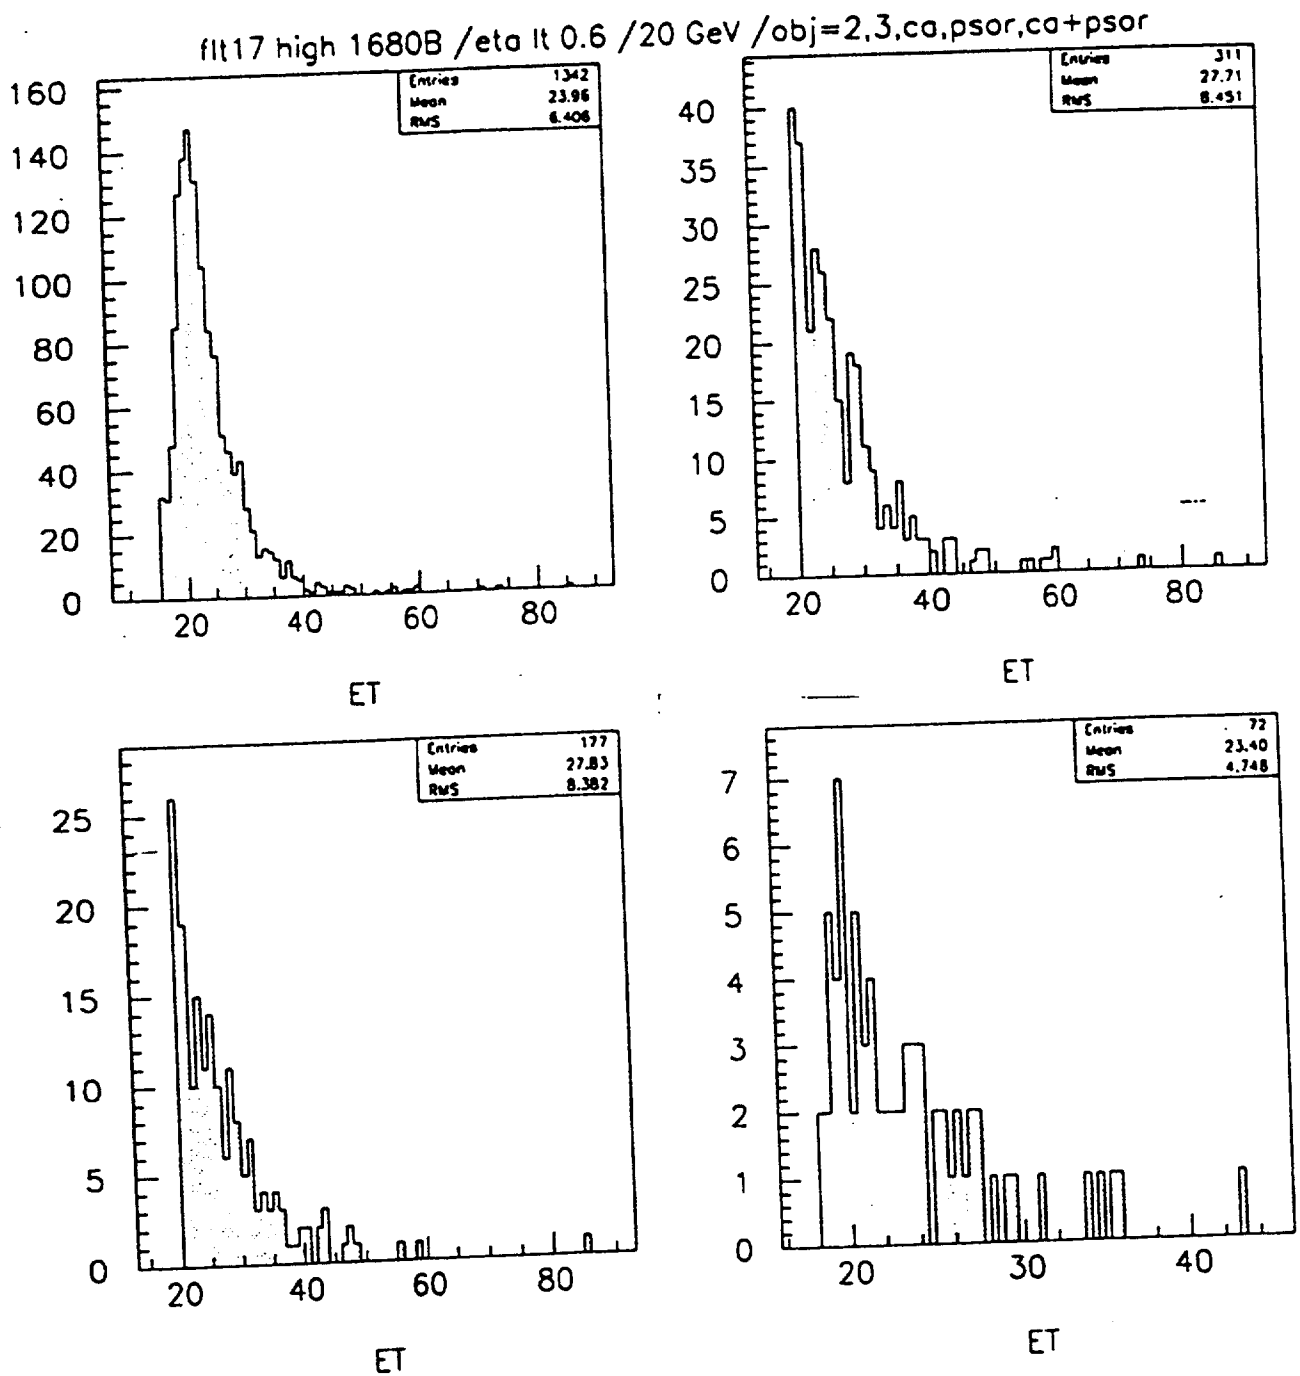 flt17 high 1680B /eta lt 0.6 /20 GeV /obj=2,3,ca,psor,ca+psor
Entries 1342
Mean 23.96
RMS 6.406
160
140
120
100
80
60
40
20
0
20 40 60 80
ET
Entries 311
Mean 27.71
RMS 8.451
40
35
30
25
20
15
10
5
0
20 40 60 80
ET
Entries 177
Mean 27.83
RMS 8.382
25
20
15
10
5
0
20 40 60 80
ET
Entries 72
Mean 23.40
RMS 4.748
7
6
5
4
3
2
1
0
20 30 40
ET